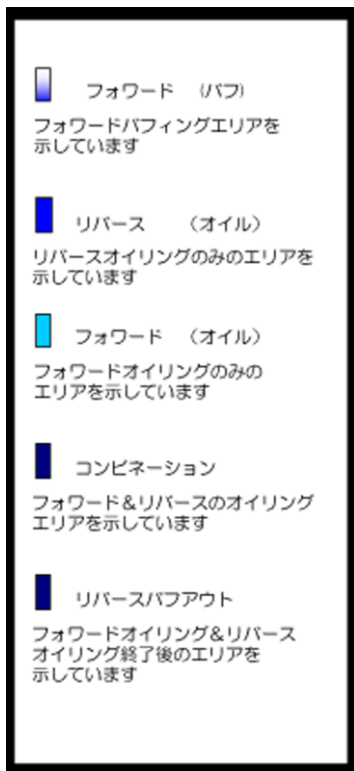 フォワード (パフ)
フォワードパフィングエリアを
示しています
リバース （オイル）
リバースオイリングのみのエリアを
示しています
フォワード （オイル）
フォワードオイリングのみの
エリアを示しています
コンビネーション
フォワード＆リバースのオイリング
エリアを示しています
リバースパフアウト
フォワードオイリング＆リバース
オイリング終了後のエリアを
示しています